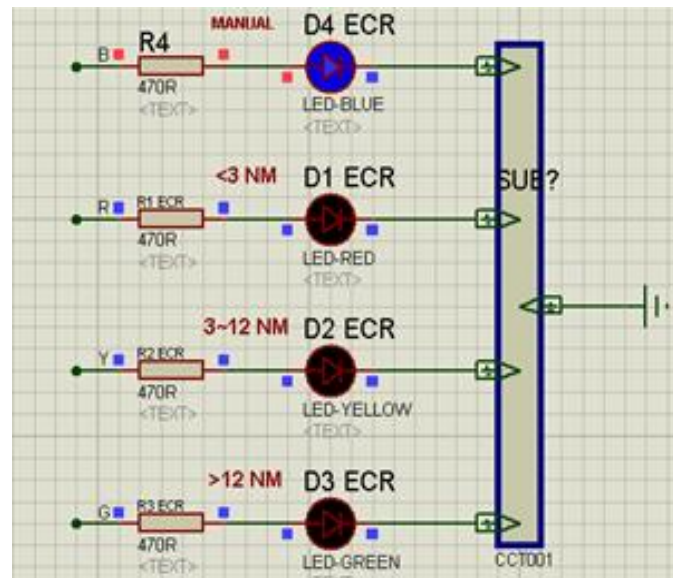 MANUAL
D4 ECR
R4
B
470R
<TEXT>
LED-BLUE
<TEXT>
SUB?
<3 NM
D1 ECR
R
R1 ECR
470R
<TEXT>
LED-RED
<TEXT>
3~12 NM
D2 ECR
Y
R2 ECR
470R
<TEXT>
LED-YELLOW
<TEXT>
>12 NM
D3 ECR
G
R3 ECR
470R
<TEXT>
LED-GREEN
<TEXT>
CCT001